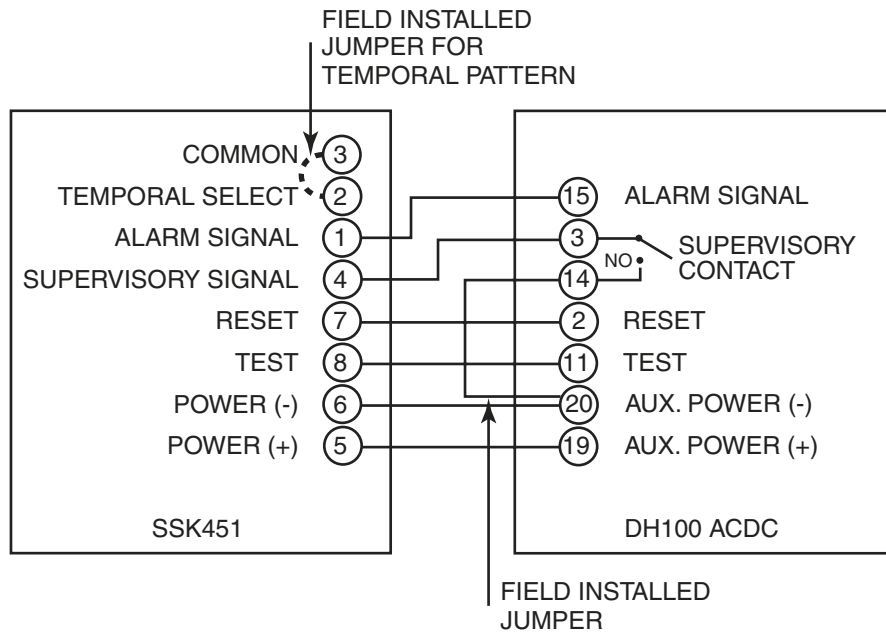 FIELD INSTALLED
JUMPER FOR
TEMPORAL PATTERN
COMMON 3
TEMPORAL SELECT 2
ALARM SIGNAL 1
SUPERVISORY SIGNAL 4
RESET 7
TEST 8
POWER (-) 6
POWER (+) 5
SSK451
15 ALARM SIGNAL
3 SUPERVISORY
CONTACT
NO
14
2 RESET
11 TEST
20 AUX. POWER (-)
19 AUX. POWER (+)
DH100 ACDC
FIELD INSTALLED
JUMPER